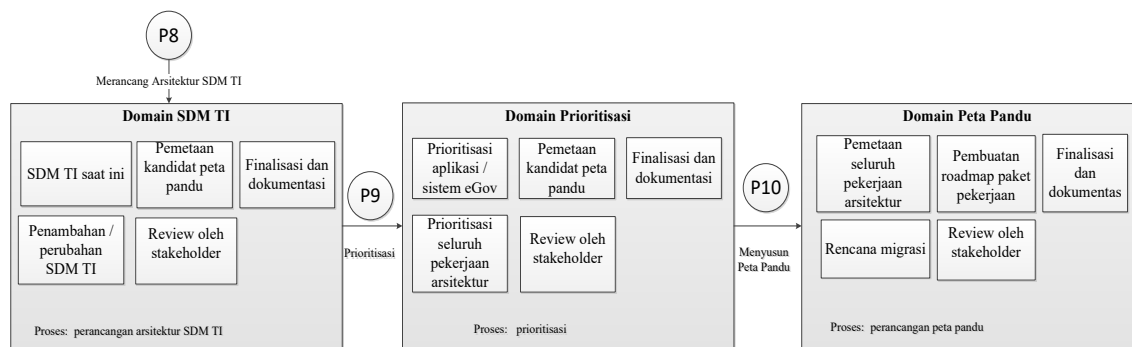 P8
Merancang Arsitektur SDM TI
Domain SDM TI
SDM TI saat ini
Pemetaan
kandidat peta
pandu
Finalisasi dan
dokumentasi
Penambahan /
perubahan
SDM TI
Review oleh
stakeholder
Proses: perancangan arsitektur SDM TI
P9
Prioritisasi
Domain Prioritisasi
Prioritisasi
aplikasi /
sistem eGov
Pemetaan
kandidat peta
pandu
Finalisasi dan
dokumentasi
Prioritisasi
seluruh
pekerjaan
arsitektur
Review oleh
stakeholder
Proses: prioritisasi
P10
Menyusun
Peta Pandu
Domain Peta Pandu
Pemetaan
seluruh
pekerjaan
arsitektur
Pembuatan
roadmap paket
pekerjaan
Finalisasi
dan
dokumentas
Rencana migrasi
Review oleh
stakeholder
Proses: perancangan peta pandu